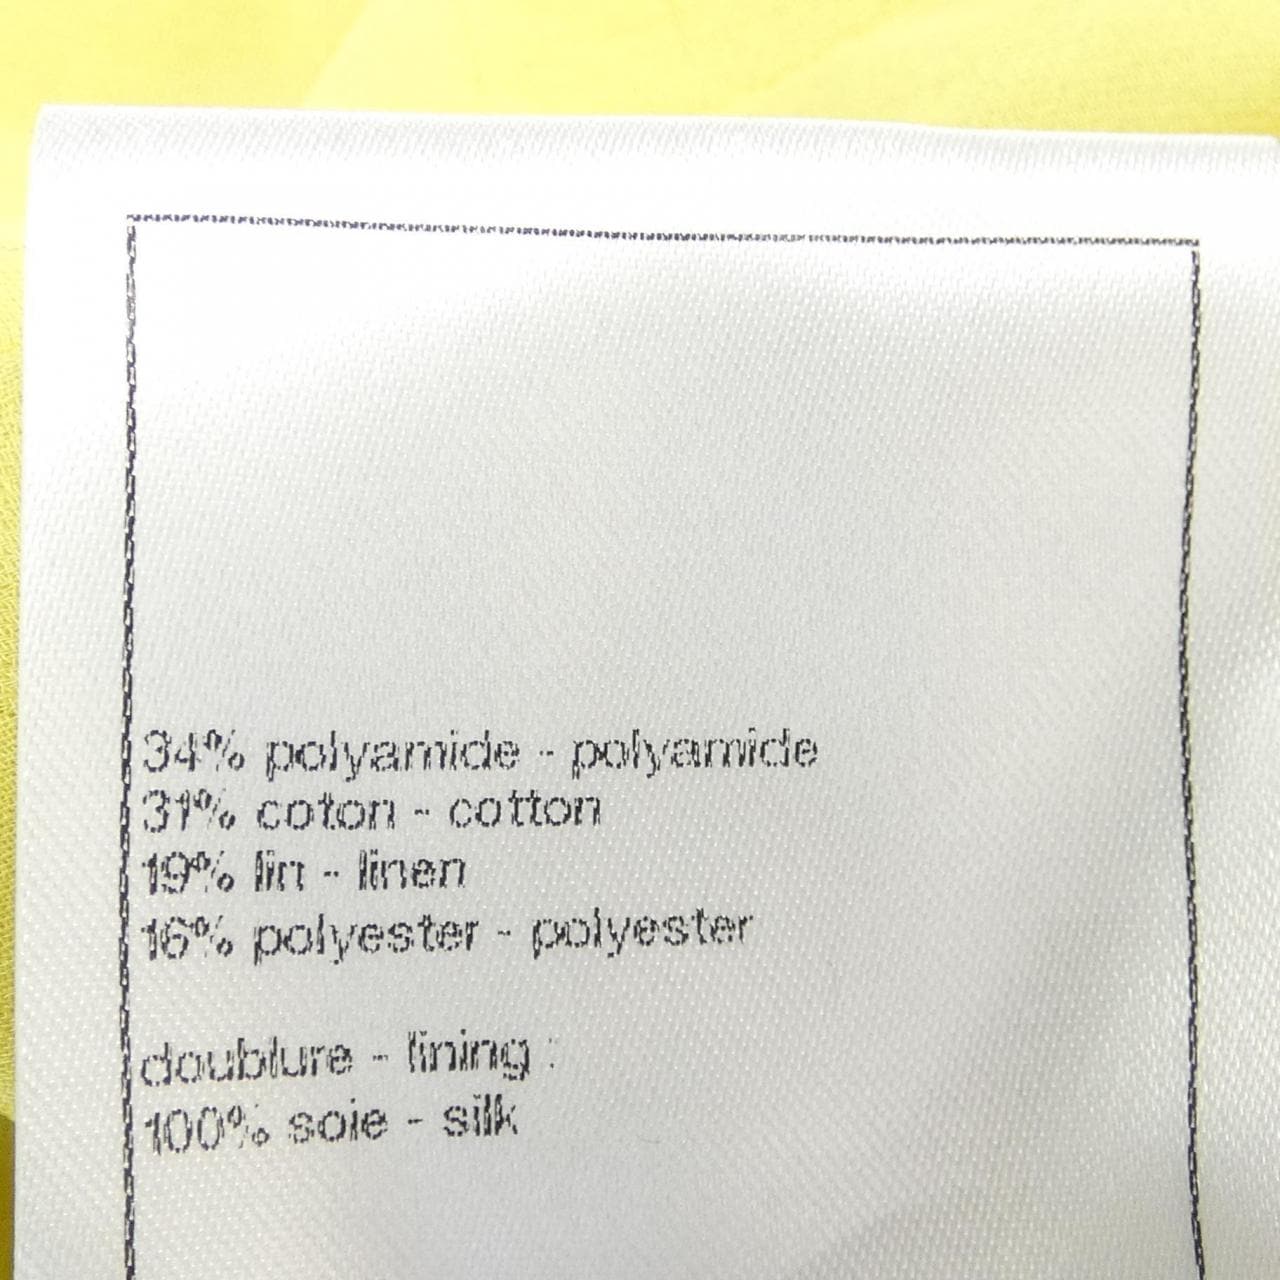 34% polyamide - polyamide
31% coton - cotton
19% lin - linen
16% polyester - polyester
doublure - lining :
100% soie - silk